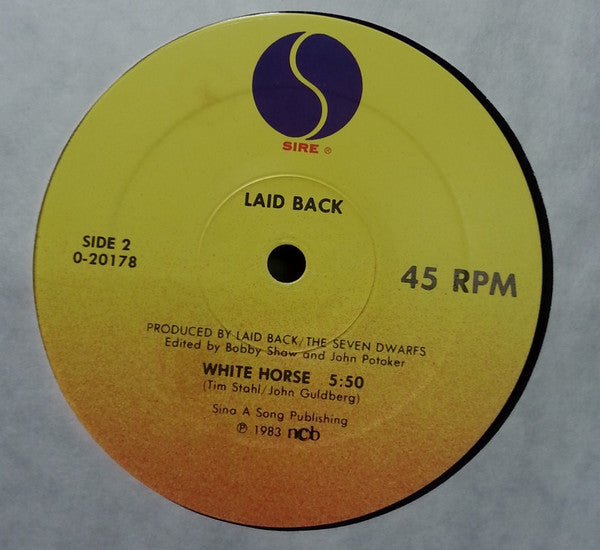 SIRE ®
LAID BACK
SIDE 2
0-20178
45 RPM
PRODUCED BY LAID BACK/THE SEVEN DWARFS
Edited by Bobby Shaw and John Potoker
WHITE HORSE 5:50
(Tim Stahl/John Guldberg)
Sing A Song Publishing
℗ 1983 ncb